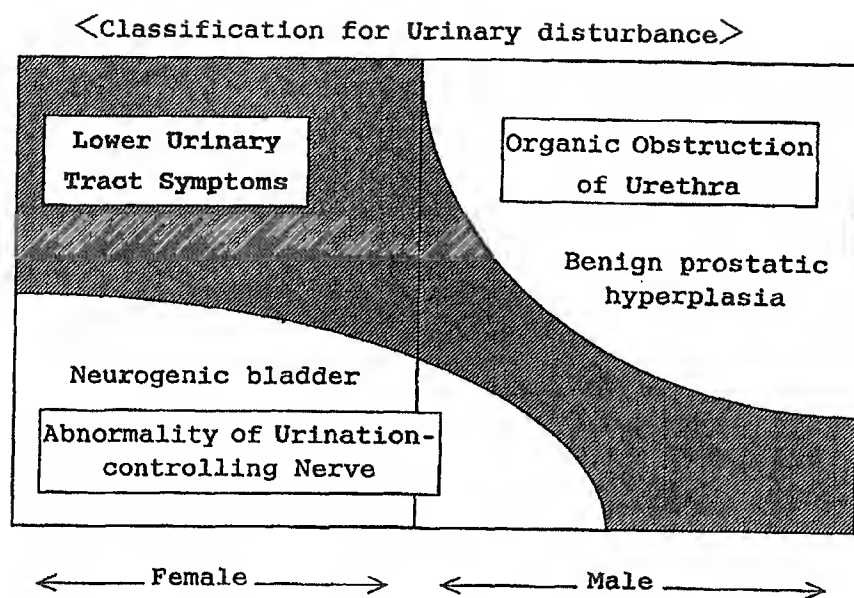 <Classification for Urinary disturbance>
Lower Urinary
Tract Symptoms
Organic Obstruction
of Urethra
Benign prostatic
hyperplasia
Neurogenic bladder
Abnormality of Urination-
controlling Nerve
Female
Male